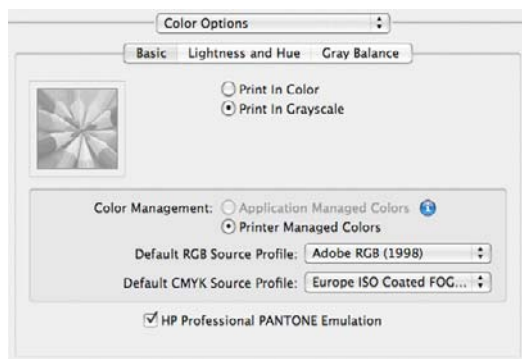 Color Options
Basic Lightness and Hue Gray Balance
Print In Color
Print In Grayscale
Color Management: Application Managed Colors
Printer Managed Colors
Default RGB Source Profile: Adobe RGB (1998)
Default CMYK Source Profile: Europe ISO Coated FOG...
HP Professional PANTONE Emulation